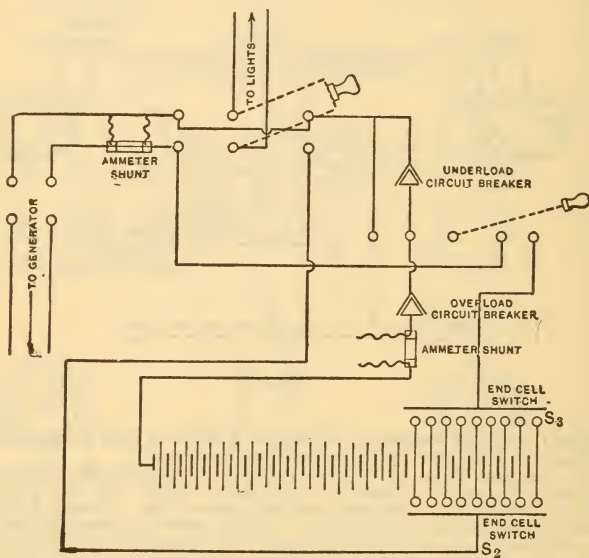 TO LIGHTS
AMMETER
SHUNT
UNDERLOAD
CIRCUIT BREAKER
TO GENERATOR
OVERLOAD
CIRCUIT BREAKER
AMMETER SHUNT
END CELL
SWITCH
S3
END CELL
SWITCH
S2